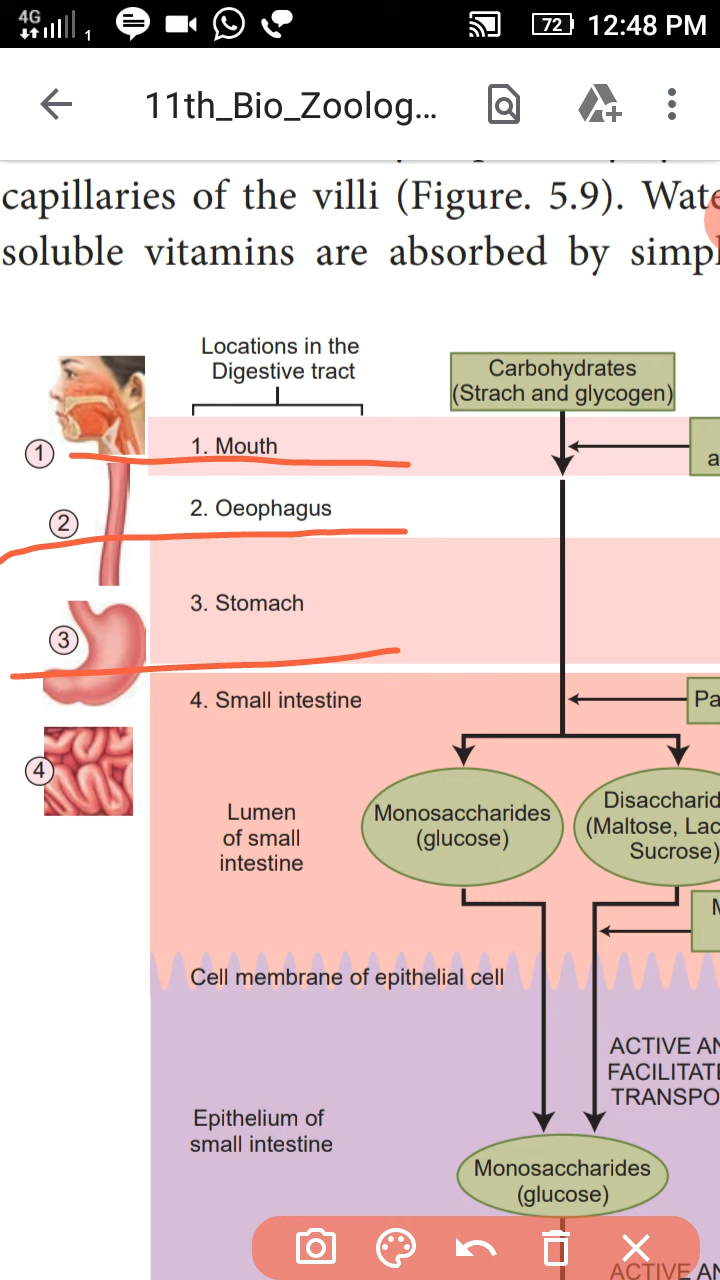 4G
1
72 12:48 PM
11th_Bio_Zoolog...
capillaries of the villi (Figure. 5.9). Wate
soluble vitamins are absorbed by simpl
Locations in the
Digestive tract
Carbohydrates
(Strach and glycogen)
1
1. Mouth
a
2
2. Oeophagus
3
3. Stomach
4. Small intestine
Pa
4
Lumen
of small
intestine
Monosaccharides
(glucose)
Disaccharid
(Maltose, Lac
Sucrose)
M
Cell membrane of epithelial cell
ACTIVE AN
FACILITATE
TRANSPO
Epithelium of
small intestine
Monosaccharides
(glucose)
ACTIVE AN